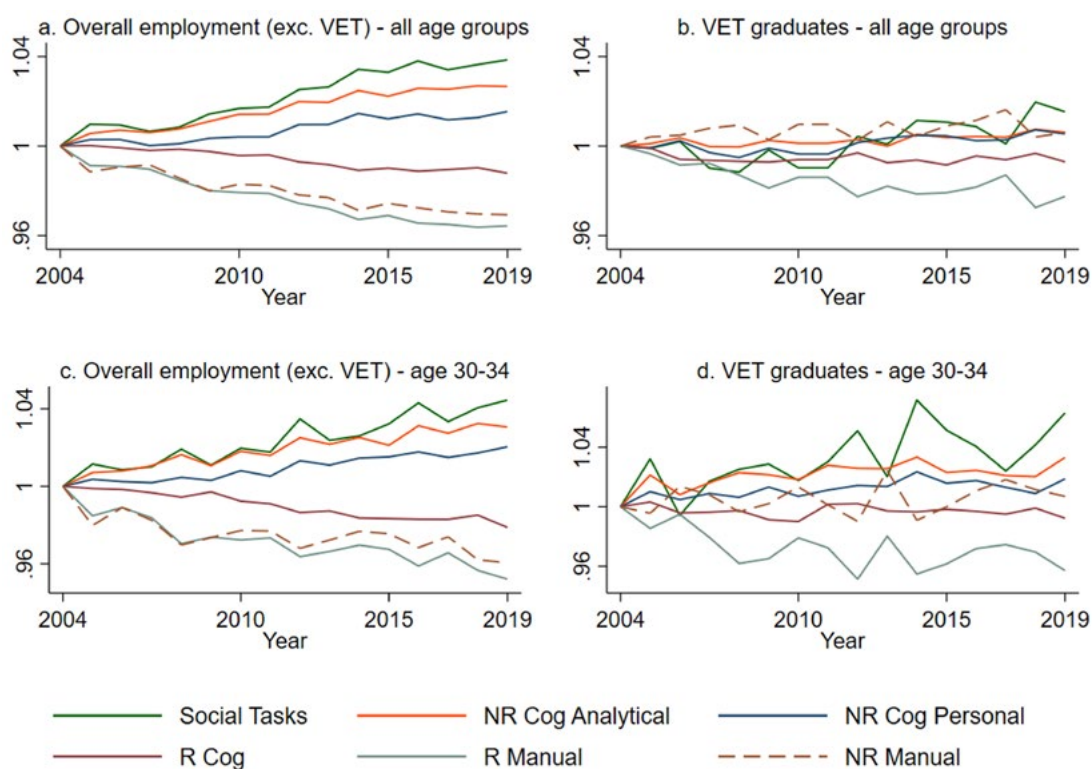 a. Overall employment (exc. VET) - all age groups
1.04
1
.96
2004 2010 2015 2019
Year
b. VET graduates - all age groups
1.04
1
.96
2004 2010 2015 2019
Year
c. Overall employment (exc. VET) - age 30-34
1.04
1
.96
2004 2010 2015 2019
Year
d. VET graduates - age 30-34
1.04
1
.96
2004 2010 2015 2019
Year
Social Tasks NR Cog Analytical NR Cog Personal
R Cog R Manual NR Manual